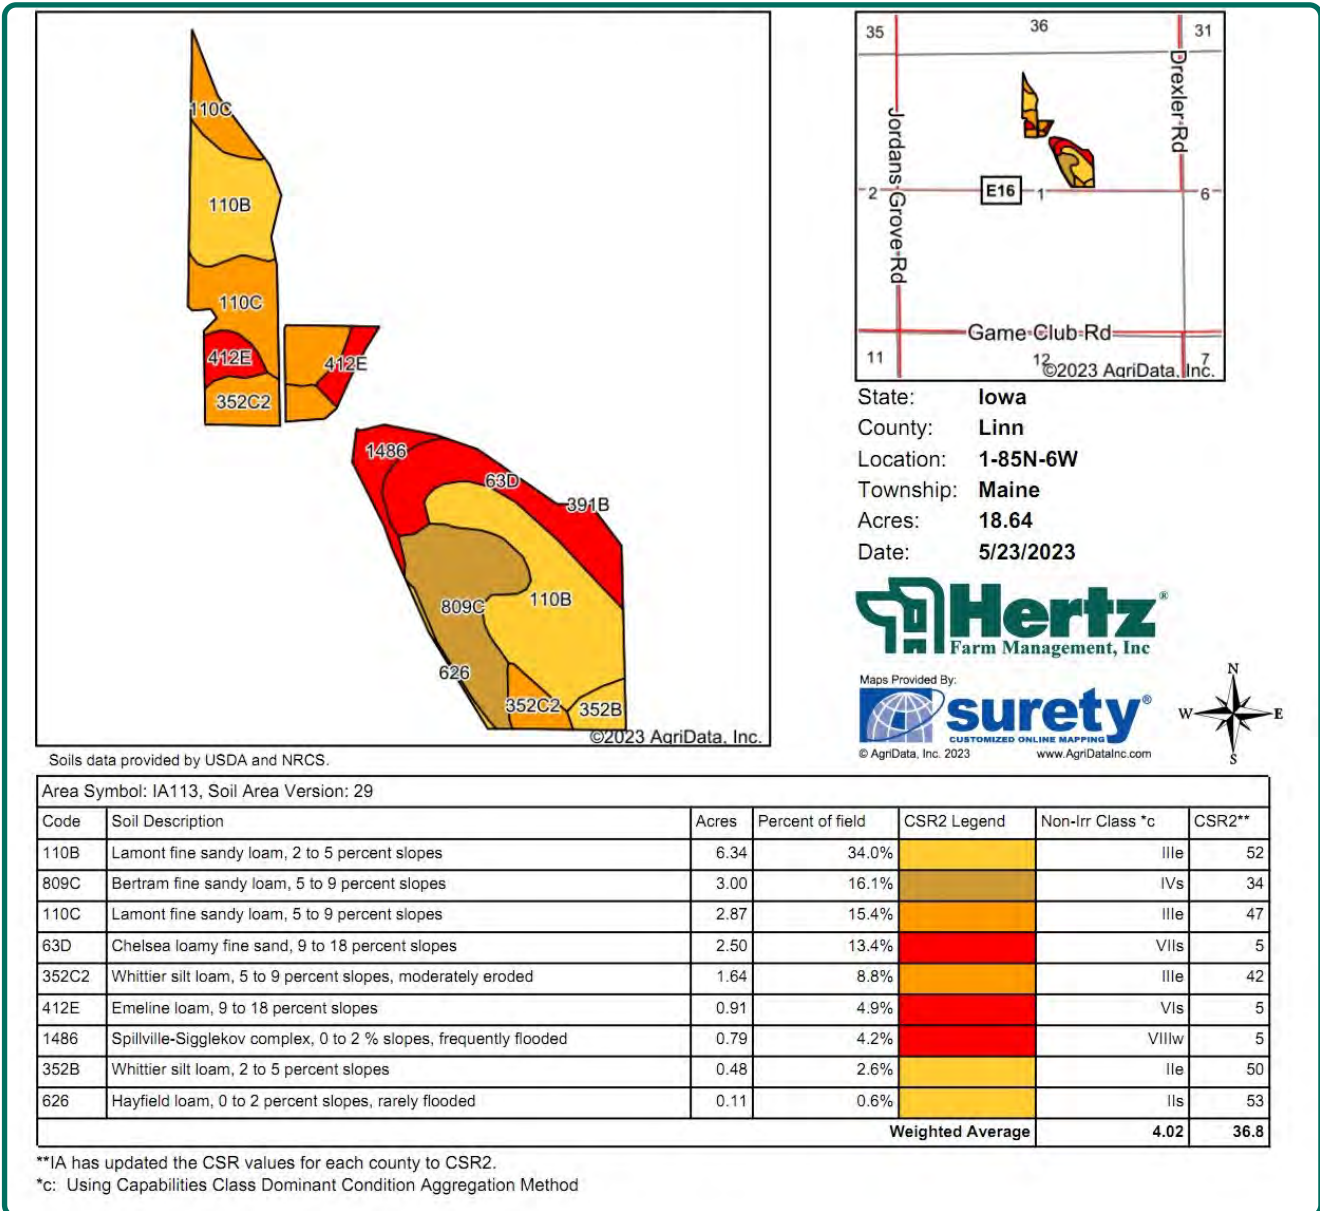 110C
110B
110C
412E
412E
352C2
1486
63D
391B
809C
110B
626
352C2
352B
©2023 AgriData, Inc.
35
36
31
Drexler Rd
Jordans Grove Rd
2
E16
1
6
Game Club Rd
11
12
7
©2023 AgriData, Inc.
State: Iowa
County: Linn
Location: 1-85N-6W
Township: Maine
Acres: 18.64
Date: 5/23/2023
Hertz®
Farm Management, Inc
Maps Provided By:
surety®
CUSTOMIZED ONLINE MAPPING
© AgriData, Inc. 2023 www.AgriDataInc.com
N
W E
S
Soils data provided by USDA and NRCS.
Area Symbol: IA113, Soil Area Version: 29
Code Soil Description Acres Percent of field CSR2 Legend Non-Irr Class *c CSR2**
110B Lamont fine sandy loam, 2 to 5 percent slopes 6.34 34.0% IIIe 52
809C Bertram fine sandy loam, 5 to 9 percent slopes 3.00 16.1% IVs 34
110C Lamont fine sandy loam, 5 to 9 percent slopes 2.87 15.4% IIIe 47
63D Chelsea loamy fine sand, 9 to 18 percent slopes 2.50 13.4% VIIs 5
352C2 Whittier silt loam, 5 to 9 percent slopes, moderately eroded 1.64 8.8% IIIe 42
412E Emeline loam, 9 to 18 percent slopes 0.91 4.9% VIs 5
1486 Spillville-Sigglekov complex, 0 to 2 % slopes, frequently flooded 0.79 4.2% VIIIw 5
352B Whittier silt loam, 2 to 5 percent slopes 0.48 2.6% IIe 50
626 Hayfield loam, 0 to 2 percent slopes, rarely flooded 0.11 0.6% IIs 53
Weighted Average 4.02 36.8
**IA has updated the CSR values for each county to CSR2.
*c: Using Capabilities Class Dominant Condition Aggregation Method